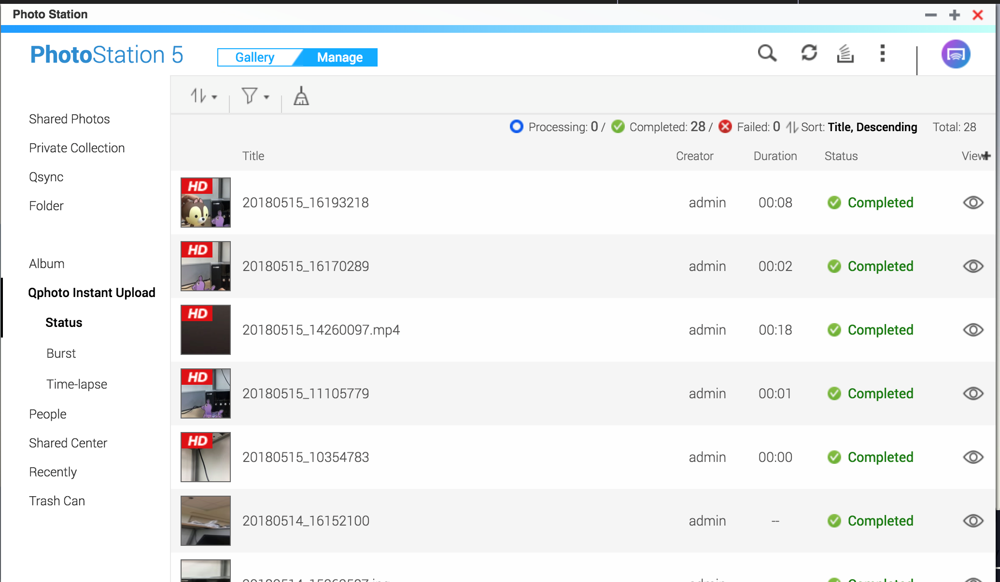 Photo Station
PhotoStation 5
Gallery
Manage
Processing: 0 / Completed: 28 / Failed: 0 Sort: Title, Descending Total: 28
Title Creator Duration Status View
Shared Photos
Private Collection
Qsync
Folder
Album
Qphoto Instant Upload
Status
Burst
Time-lapse
People
Shared Center
Recently
Trash Can
HD 20180515_16193218 admin 00:08 Completed
HD 20180515_16170289 admin 00:02 Completed
HD 20180515_14260097.mp4 admin 00:18 Completed
HD 20180515_11105779 admin 00:01 Completed
HD 20180515_10354783 admin 00:00 Completed
20180514_16152100 admin -- Completed
admin Completed